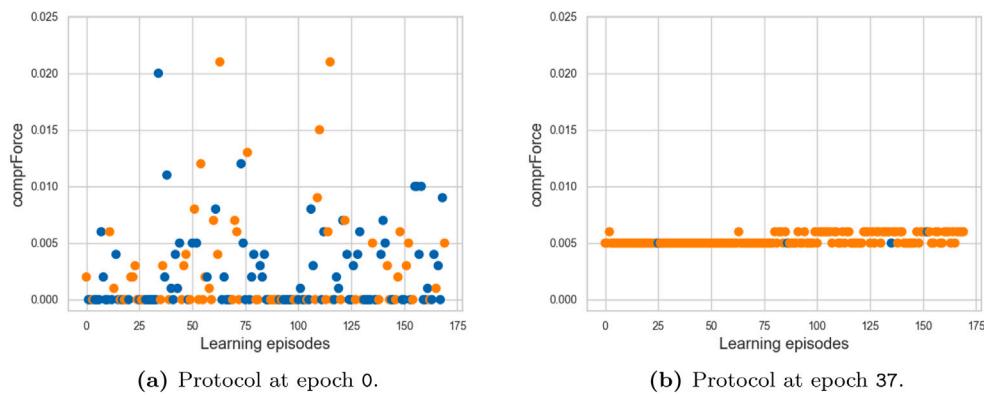 0.025
0.020
0.015
0.010
0.005
0.000
comprForce
0 25 50 75 100 125 150 175
Learning episodes
(a) Protocol at epoch 0.
0.025
0.020
0.015
0.010
0.005
0.000
comprForce
0 25 50 75 100 125 150 175
Learning episodes
(b) Protocol at epoch 37.